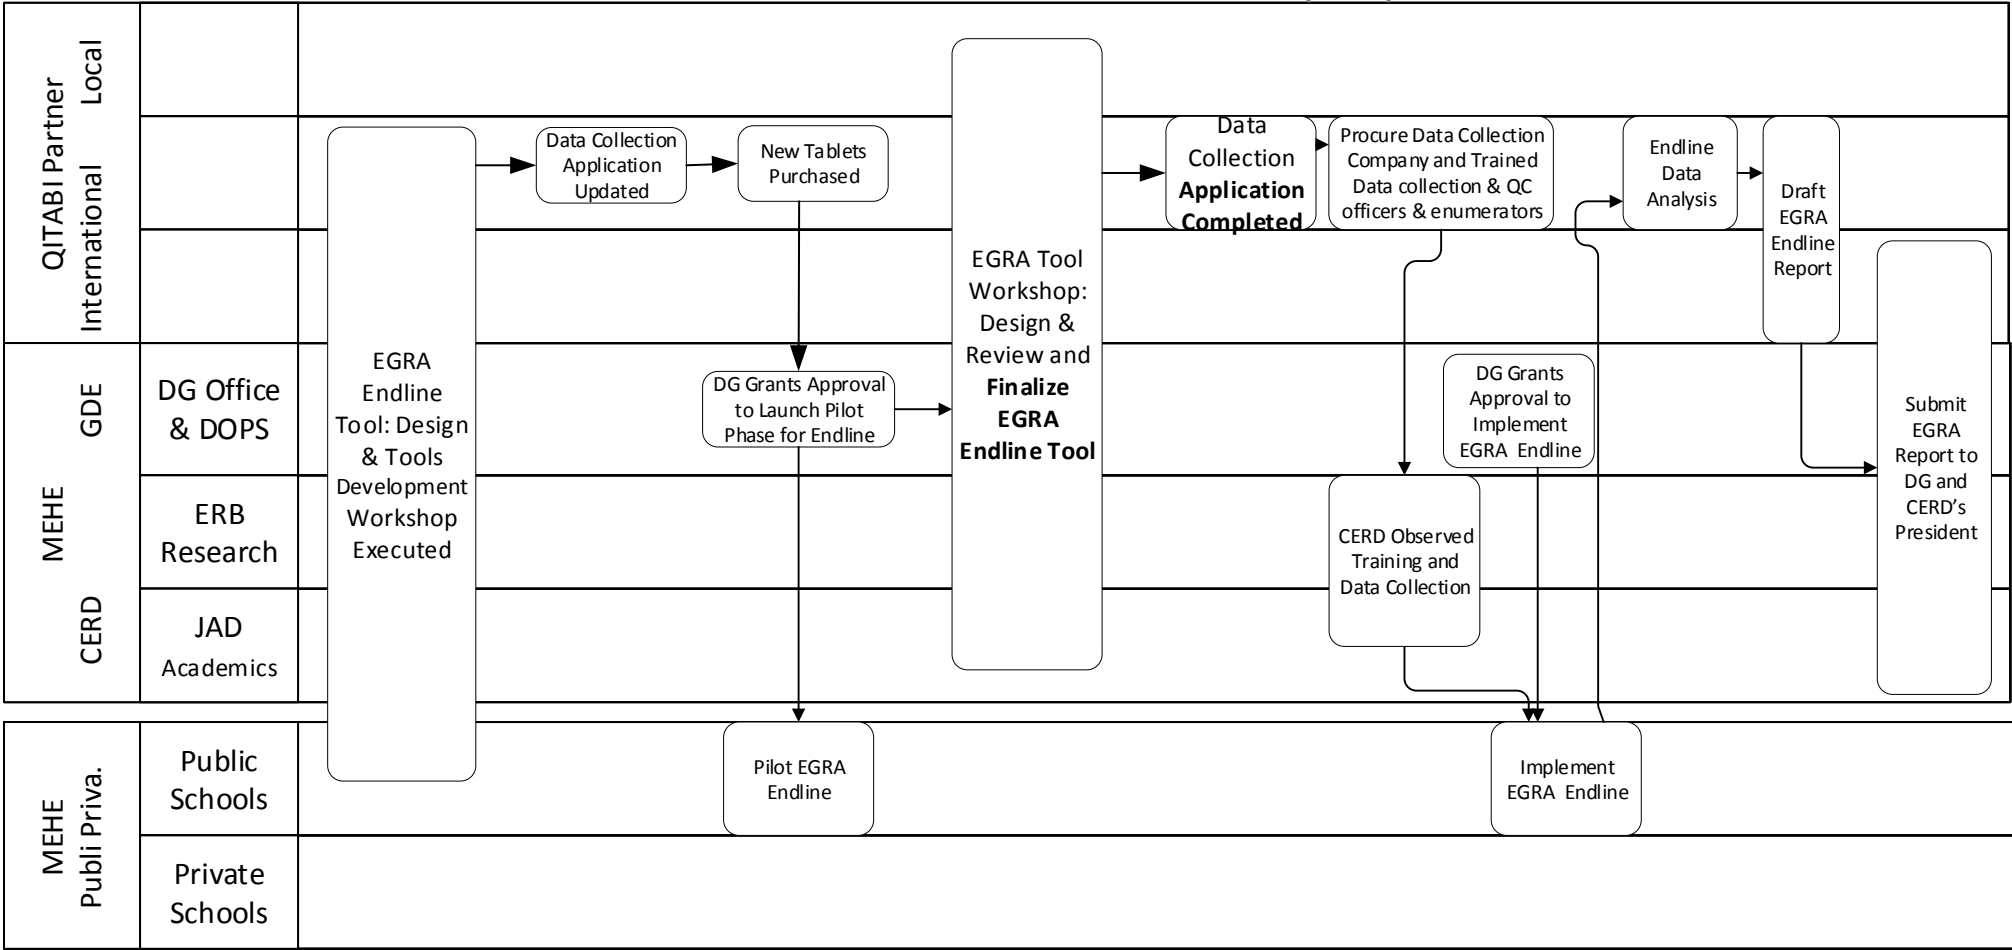 QITABI Partner
Local
International
Data Collection
Application
Updated
New Tablets
Purchased
Data
Collection
Application
Completed
Procure Data Collection
Company and Trained
Data collection & QC
officers & enumerators
Endline
Data
Analysis
Draft
EGRA
Endline
Report
EGRA Tool
Workshop:
Design &
Review and
Finalize
EGRA
Endline Tool
MEHE
GDE
CERD
DG Office
& DOPS
EGRA
Endline
Tool: Design
& Tools
Development
Workshop
Executed
DG Grants Approval
to Launch Pilot
Phase for Endline
DG Grants
Approval to
Implement
EGRA Endline
Submit
EGRA
Report to
DG and
CERD’s
President
ERB
Research
CERD Observed
Training and
Data Collection
JAD
Academics
MEHE
Publi Priva.
Public
Schools
Pilot EGRA
Endline
Implement
EGRA Endline
Private
Schools